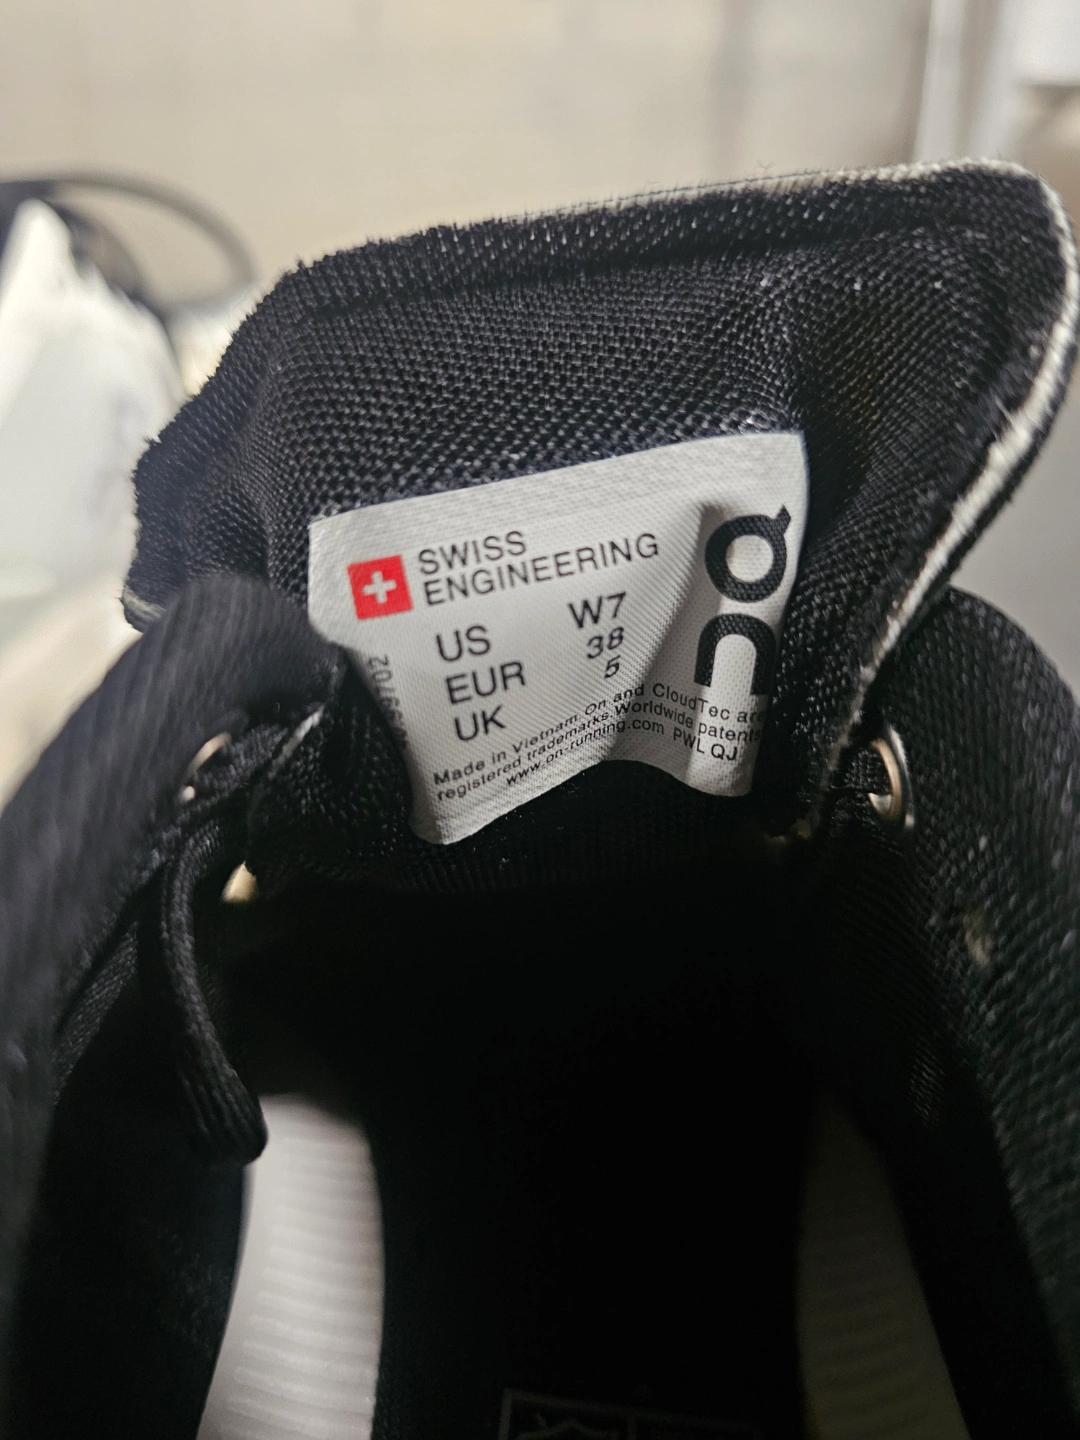 SWISS
ENGINEERING
US W7
EUR 38
UK 5
Made in Vietnam. On and CloudTec are
registered trademarks. Worldwide patents
www.on-running.com PWL QJ
On